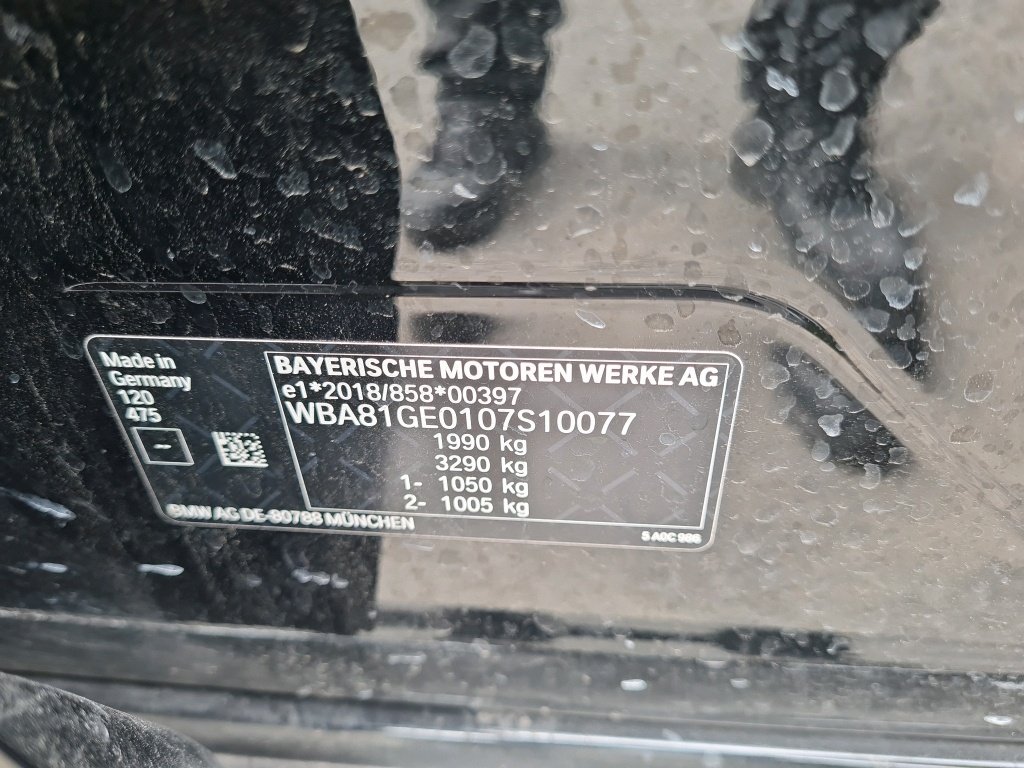 Made in
Germany
120
475
-
BMW AG DE-80788 MÜNCHEN
BAYERISCHE MOTOREN WERKE AG
e1*2018/858*00397
WBA81GE0107S10077
1990 kg
3290 kg
1- 1050 kg
2- 1005 kg
5 A0C 986